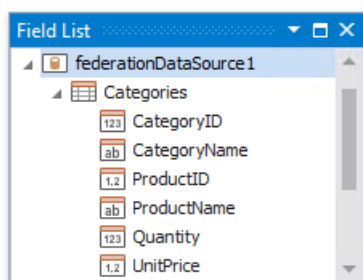 Field List
federationDataSource1
Categories
123 CategoryID
ab CategoryName
1.2 ProductID
ab ProductName
123 Quantity
1.2 UnitPrice